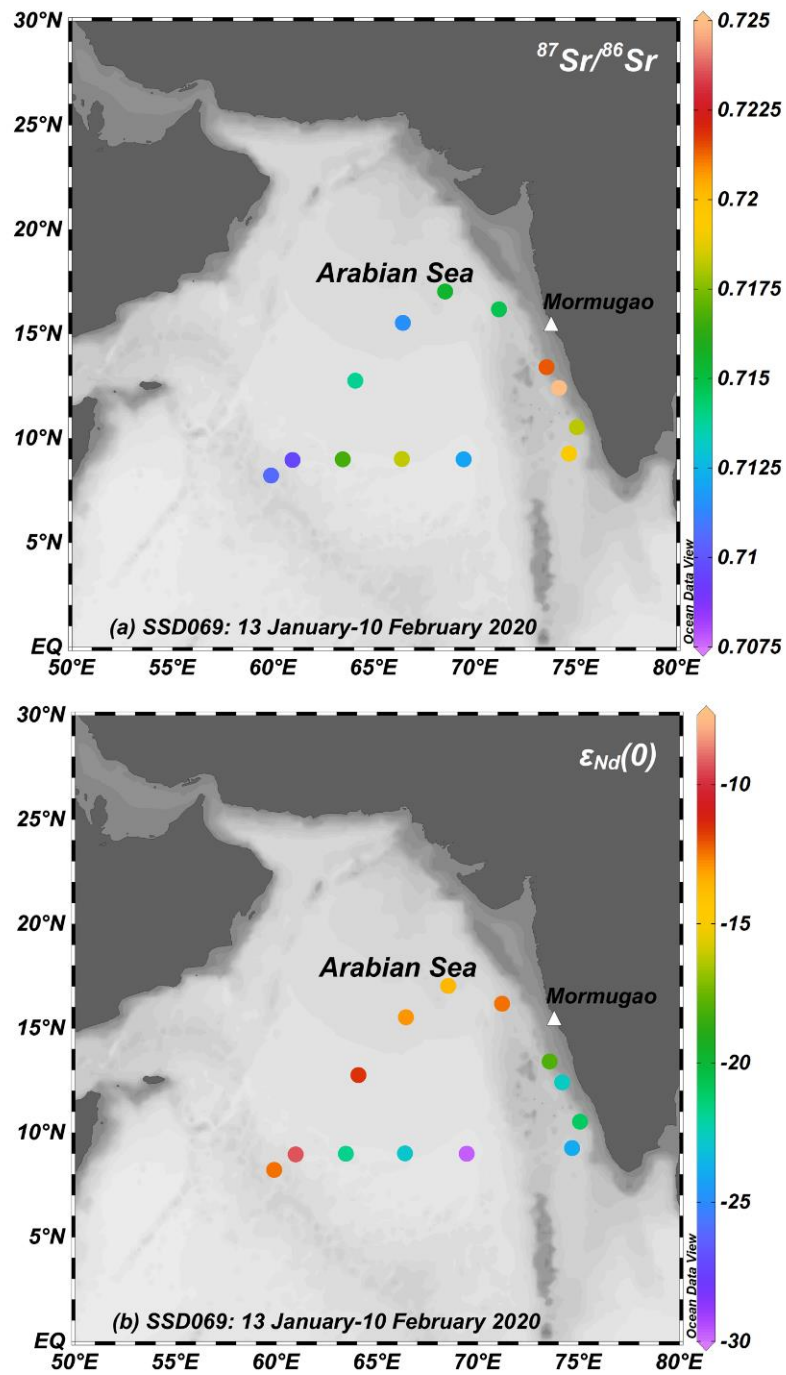 30°N
25°N
20°N
15°N
10°N
5°N
EQ
50°E 55°E 60°E 65°E 70°E 75°E 80°E
⁸⁷Sr/⁸⁶Sr
Arabian Sea
Mormugao
(a) SSD069: 13 January-10 February 2020
Ocean Data View
0.725
0.7225
0.72
0.7175
0.715
0.7125
0.71
0.7075
30°N
25°N
20°N
15°N
10°N
5°N
EQ
50°E 55°E 60°E 65°E 70°E 75°E 80°E
εNd(0)
Arabian Sea
Mormugao
(b) SSD069: 13 January-10 February 2020
Ocean Data View
-10
-15
-20
-25
-30